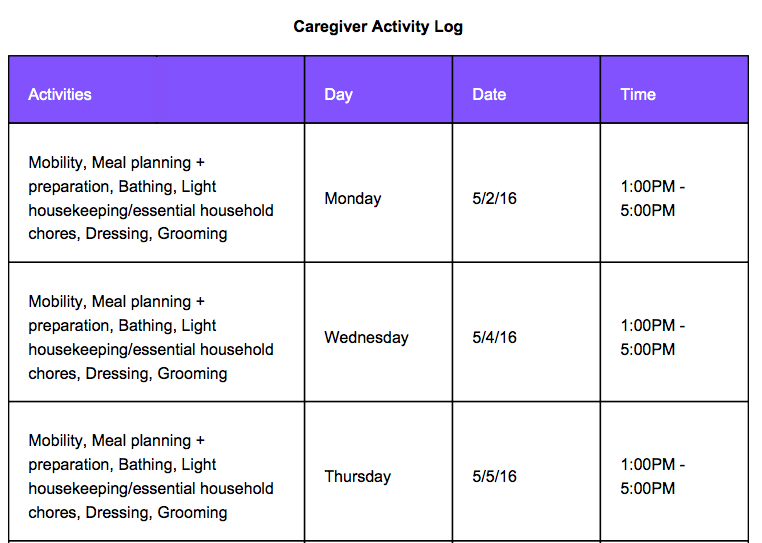 Caregiver Activity Log
Activities Day Date Time
Mobility, Meal planning +
preparation, Bathing, Light
housekeeping/essential household
chores, Dressing, Grooming
Monday
5/2/16
1:00PM -
5:00PM
Mobility, Meal planning +
preparation, Bathing, Light
housekeeping/essential household
chores, Dressing, Grooming
Wednesday
5/4/16
1:00PM -
5:00PM
Mobility, Meal planning +
preparation, Bathing, Light
housekeeping/essential household
chores, Dressing, Grooming
Thursday
5/5/16
1:00PM -
5:00PM